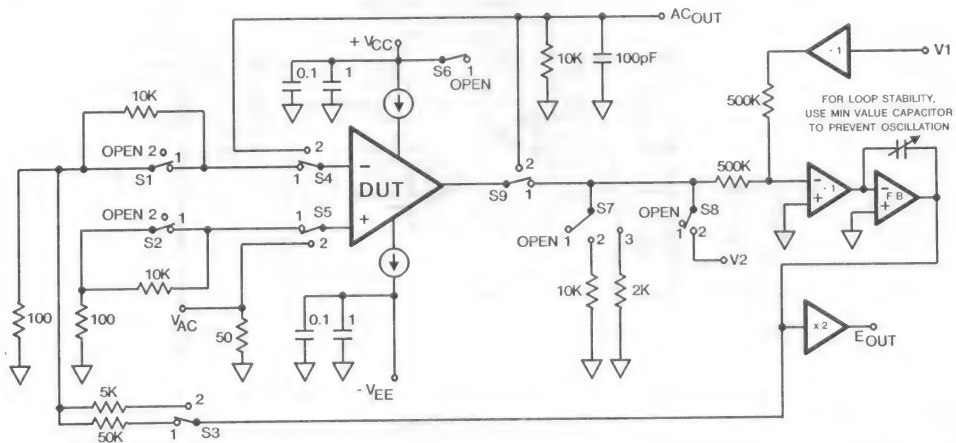 AC OUT
+ VCC
0.1
1
S6
1
OPEN
10K
100pF
- 1
V1
500K
FOR LOOP STABILITY,
USE MIN VALUE CAPACITOR
TO PREVENT OSCILLATION
10K
OPEN 2
1
S1
2
1
S4
−
DUT
+
2
S9
1
500K
−
+
- 1
−
+
F B
OPEN 2
1
S2
1
S5
2
S7
OPEN 1
2
3
OPEN
1
S8
2
V2
10K
VAC
100
100
50
0.1
1
10K
2K
x 2
EOUT
- VEE
5K
2
50K
1
S3